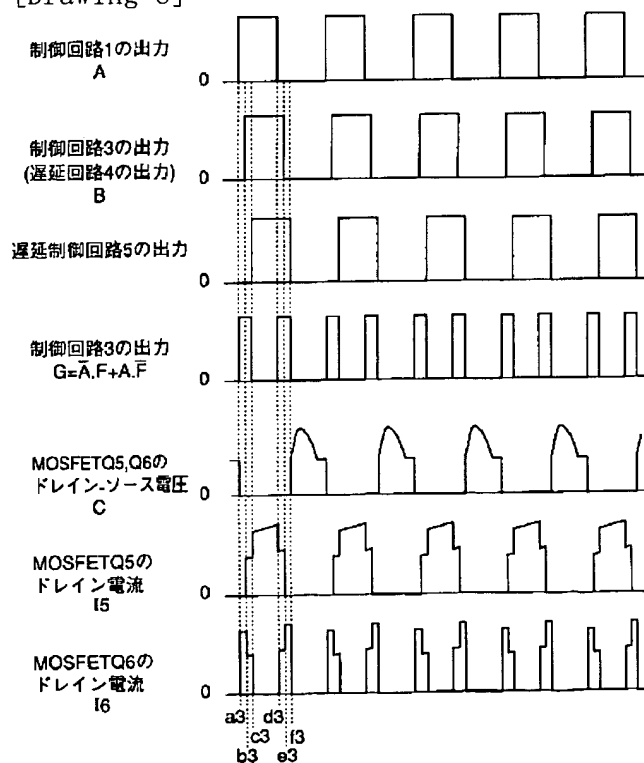 [Drawing
制御回路1の出力
A
0
制御回路3の出力
(遅延回路4の出力)
B
0
遅延制御回路5の出力
0
制御回路3の出力
G=A̅.F+A.F̅
0
MOSFETQ5,Q6の
ドレイン-ソース電圧
C
0
MOSFETQ5の
ドレイン電流
I5
0
MOSFETQ6の
ドレイン電流
I6
0
a3 d3
c3 f3
b3 e3